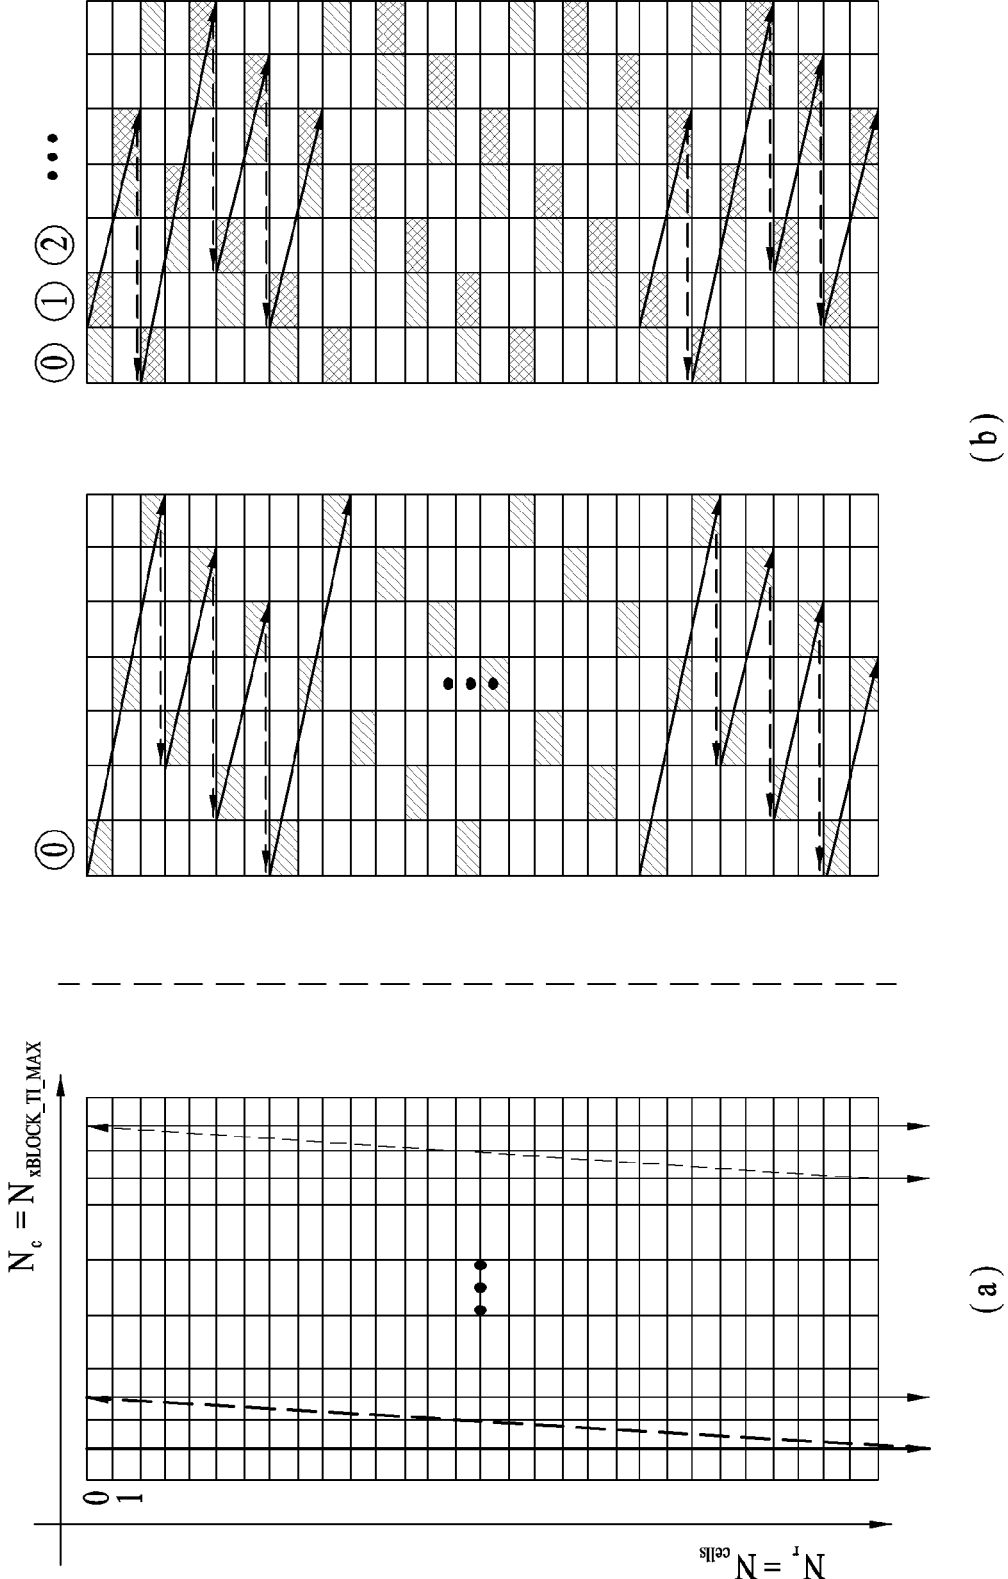 N_c = N_xBLOCK_TI_MAX
0
1
N_r = N_cells
(a)
0
0 1 2 •••
(b)